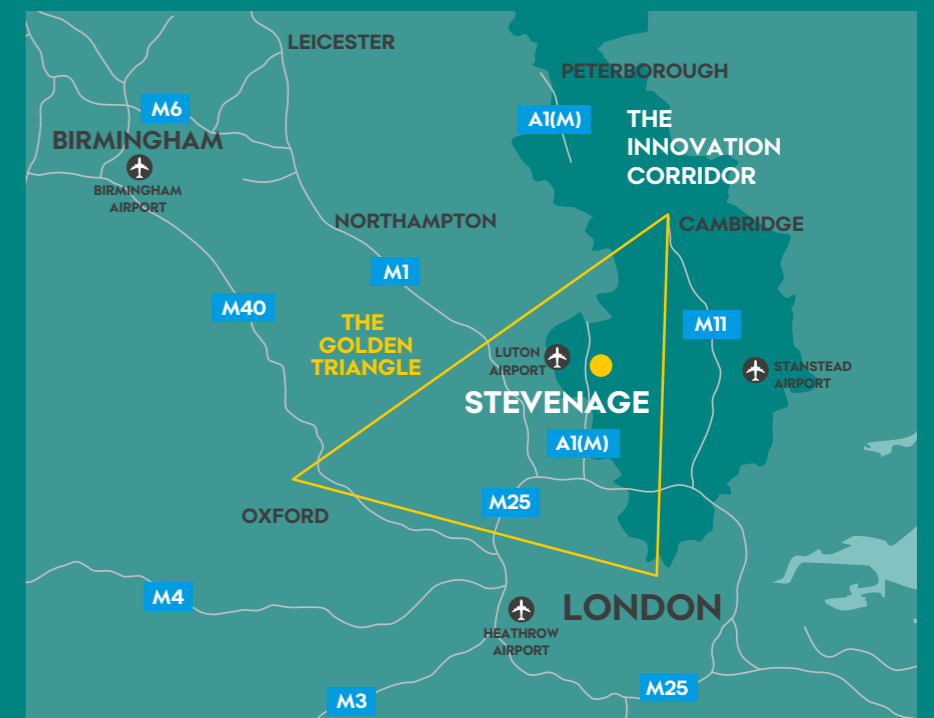 LEICESTER
PETERBOROUGH
M6
A1(M)
THE
INNOVATION
CORRIDOR
BIRMINGHAM
BIRMINGHAM
AIRPORT
NORTHAMPTON
CAMBRIDGE
M1
M40
THE
GOLDEN
TRIANGLE
M11
LUTON
AIRPORT
STANSTEAD
AIRPORT
STEVENAGE
A1(M)
M25
OXFORD
M4
LONDON
HEATHROW
AIRPORT
M25
M3